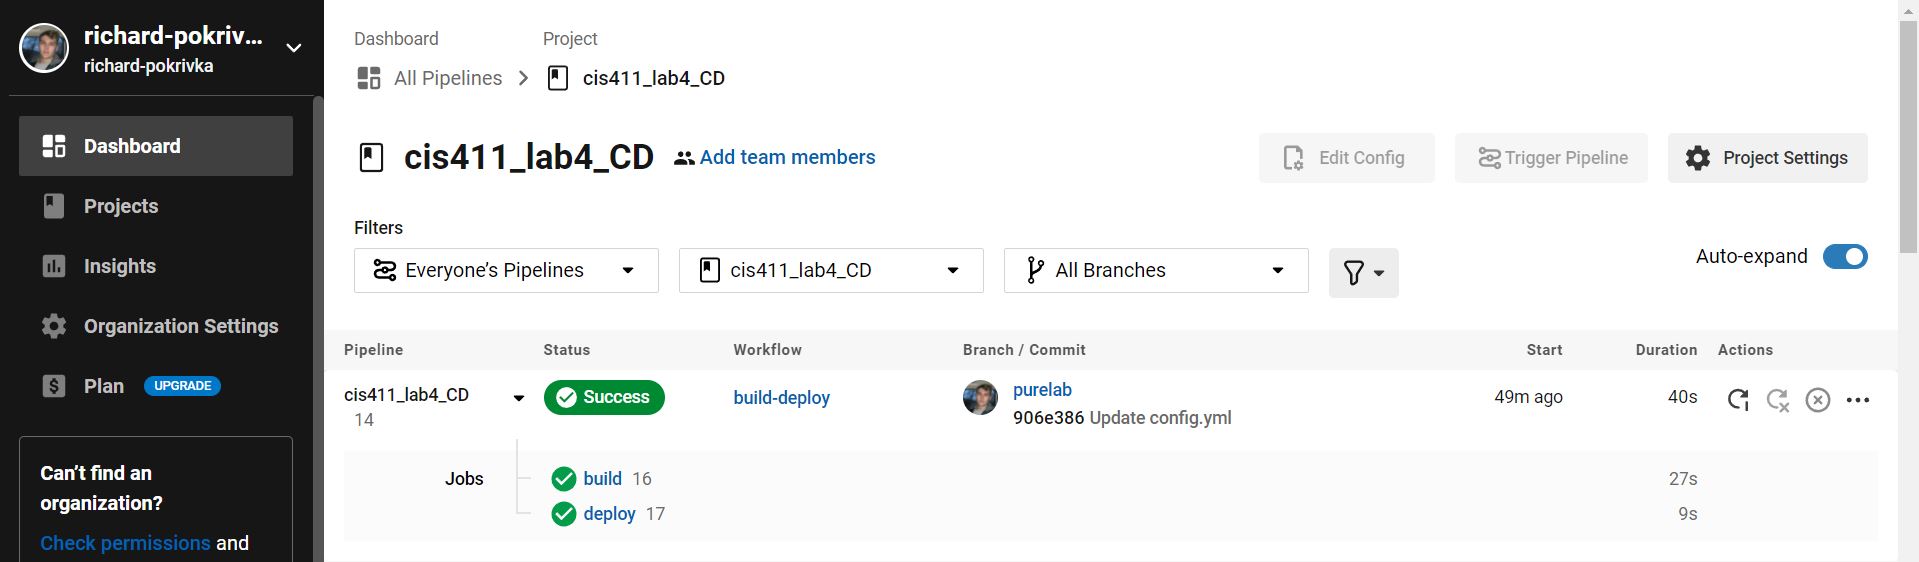 richard-pokriv...
richard-pokrivka
Dashboard
Projects
Insights
Organization Settings
Plan UPGRADE
Can't find an
organization?
Check permissions and
Dashboard Project
All Pipelines cis411_lab4_CD
cis411_lab4_CD Add team members Edit Config Trigger Pipeline Project Settings
Filters
Everyone's Pipelines cis411_lab4_CD All Branches Auto-expand
Pipeline Status Workflow Branch / Commit Start Duration Actions
cis411_lab4_CD Success build-deploy purelab 49m ago 40s
14 906e386 Update config.yml
Jobs build 16 27s
deploy 17 9s